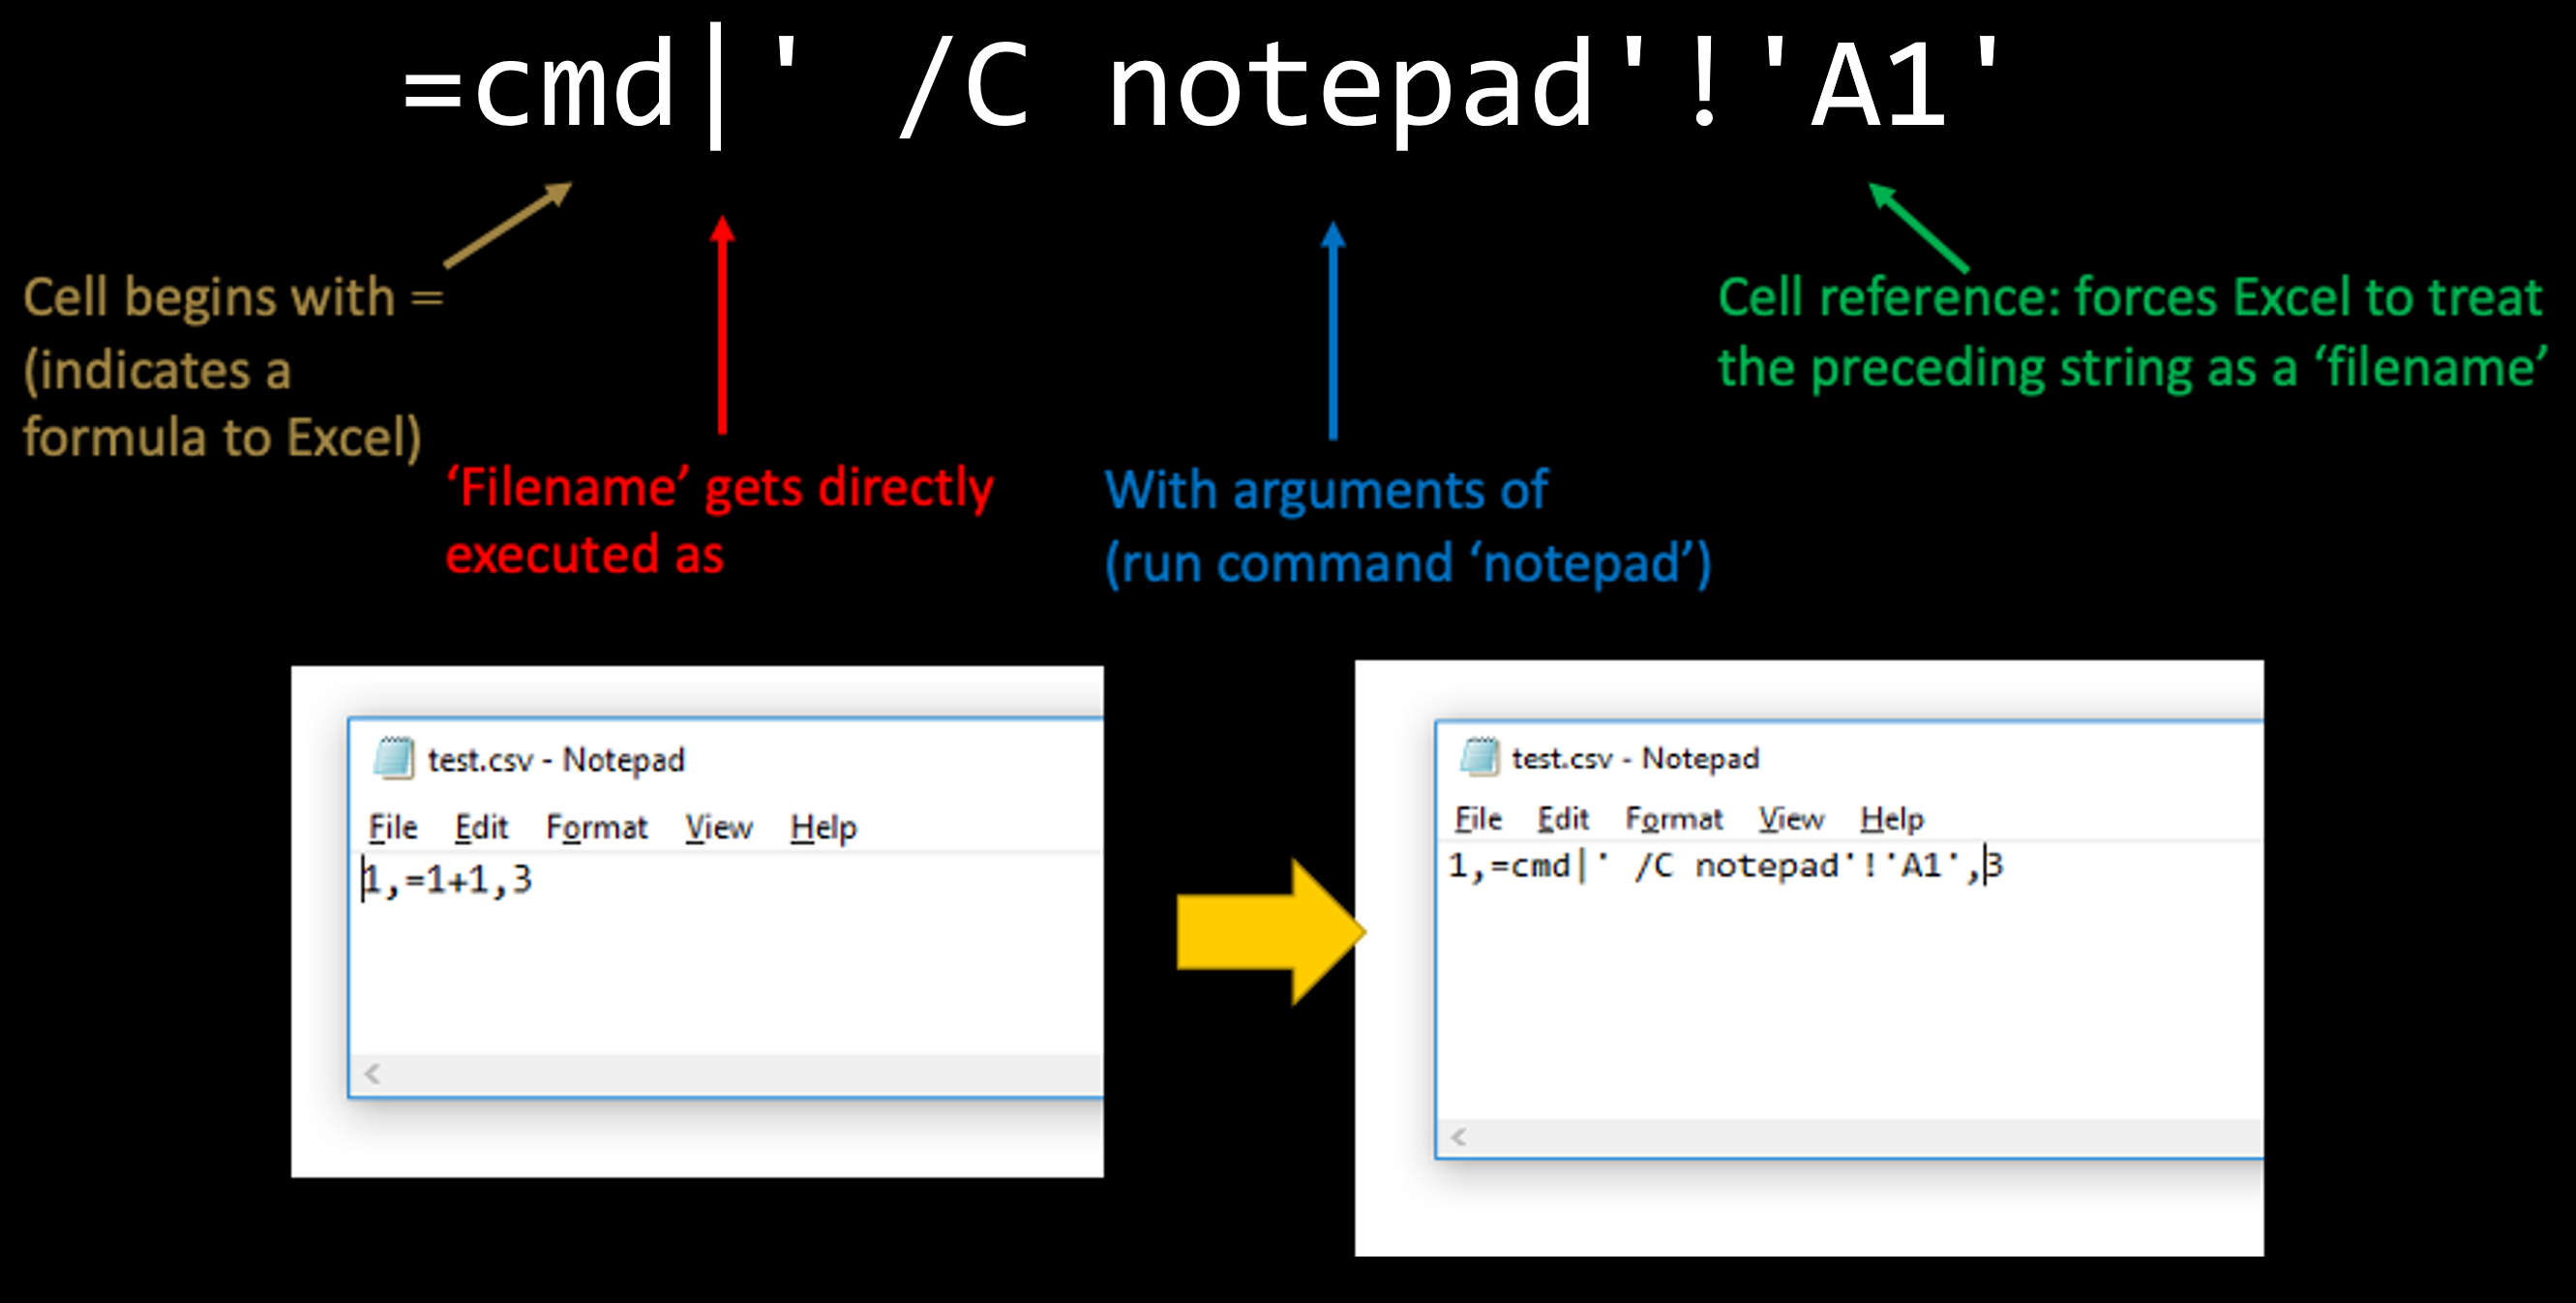 =cmd|' /C notepad'!'A1'
Cell begins with =
(indicates a
formula to Excel)
‘Filename’ gets directly
executed as
With arguments of
(run command ‘notepad’)
Cell reference: forces Excel to treat
the preceding string as a ‘filename’
test.csv - Notepad
File Edit Format View Help
1,=1+1,3
test.csv - Notepad
File Edit Format View Help
1,=cmd|' /C notepad'!'A1',3